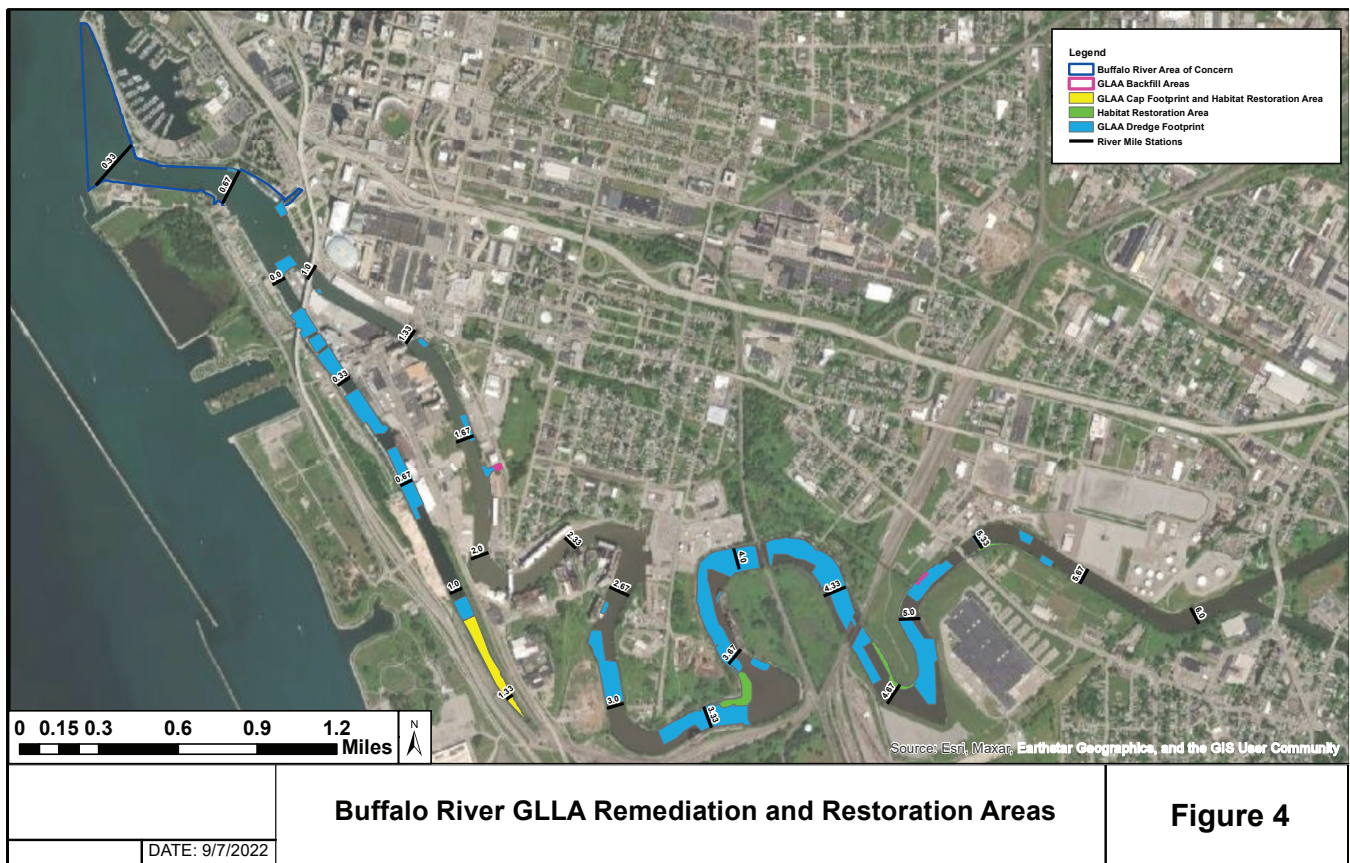 Legend
Buffalo River Area of Concern
GLAA Backfill Areas
GLAA Cap Footprint and Habitat Restoration Area
Habitat Restoration Area
GLAA Dredge Footprint
River Mile Stations
0.33
0.67
0.0
1.0
1.33
0.33
1.67
0.67
2.0
2.33
1.0
2.67
1.33
3.0
3.33
3.67
4.0
4.33
4.67
5.0
5.33
5.67
6.0
0 0.15 0.3 0.6 0.9 1.2
Miles
N
Source: Esri, Maxar, Earthstar Geographics, and the GIS User Community
Buffalo River GLLA Remediation and Restoration Areas
Figure 4
DATE: 9/7/2022